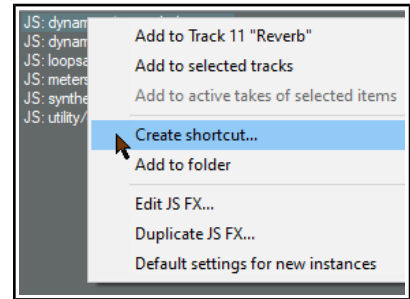 JS: dynam
JS: dynam
JS: loopsa
JS: meters
JS: synthe
JS: utility/
Add to Track 11 "Reverb"
Add to selected tracks
Add to active takes of selected items
Create shortcut...
Add to folder
Edit JS FX...
Duplicate JS FX...
Default settings for new instances